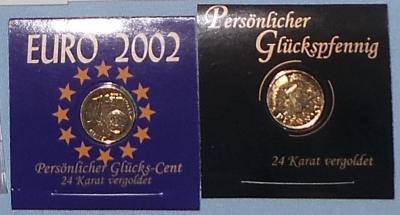 EURO 2002
Persönlicher Glücks-Cent
24 Karat vergoldet
Persönlicher
Glückspfennig
24 Karat vergoldet